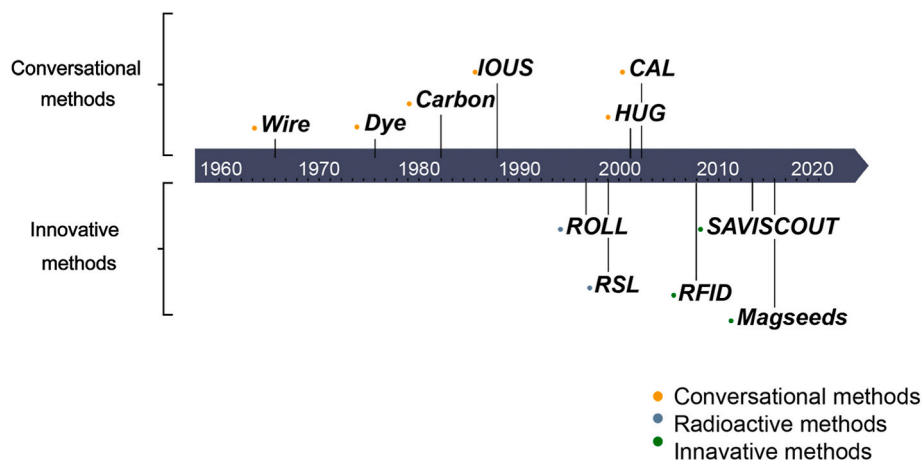 Conversational
methods
IOUS
CAL
Carbon
HUG
Wire
Dye
1960 1970 1980 1990 2000 2010 2020
Innovative
methods
ROLL
SAVISCOUT
RSL
RFID
Magseeds
Conversational methods
Radioactive methods
Innavative methods